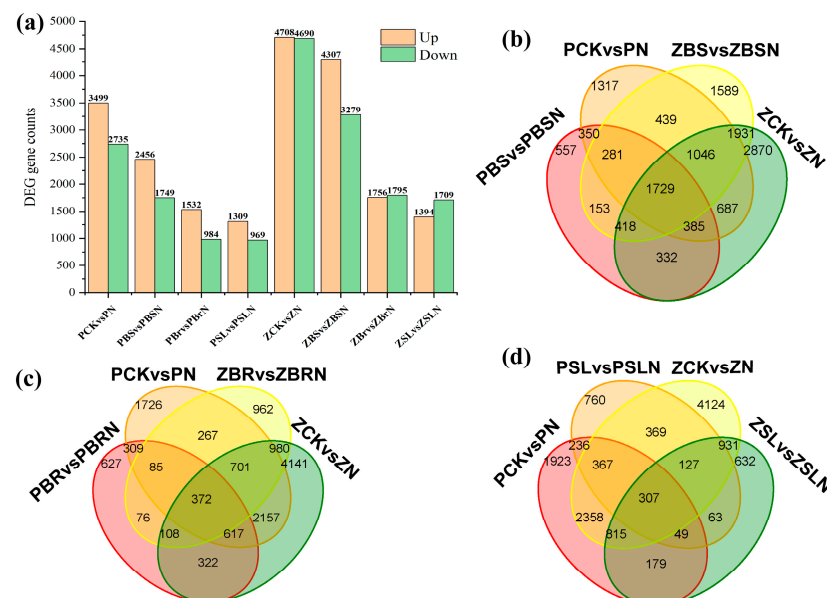 (a)
DEG gene counts
5000
4500
4000
3500
3000
2500
2000
1500
1000
500
0
Up
Down
3499
2735
2456
1749
1532
984
1309
969
4708
4690
4307
3279
1756
1795
1394
1709
PCKvsPN
PBSvsPBSN
PBrvsPbrN
PSLvsPSLN
ZCKvsZN
ZBSvsZBSN
ZBrvsZBrN
ZSLvsZSLN
(b)
PCKvsPN
ZBSvsZBSN
PBSvsPBSN
ZCKvsZN
1317
1589
439
350
1931
557
2870
281
1046
1729
153
687
418
385
332
(c)
PCKvsPN
ZBRvsZBRN
PBRvsPBRN
ZCKvsZN
1726
962
267
309
980
627
4141
85
701
372
76
2157
108
617
322
(d)
PSLvsPSLN
ZCKvsZN
PCKvsPN
ZSLvsZSLN
760
4124
369
236
931
1923
632
367
127
307
2358
63
815
49
179